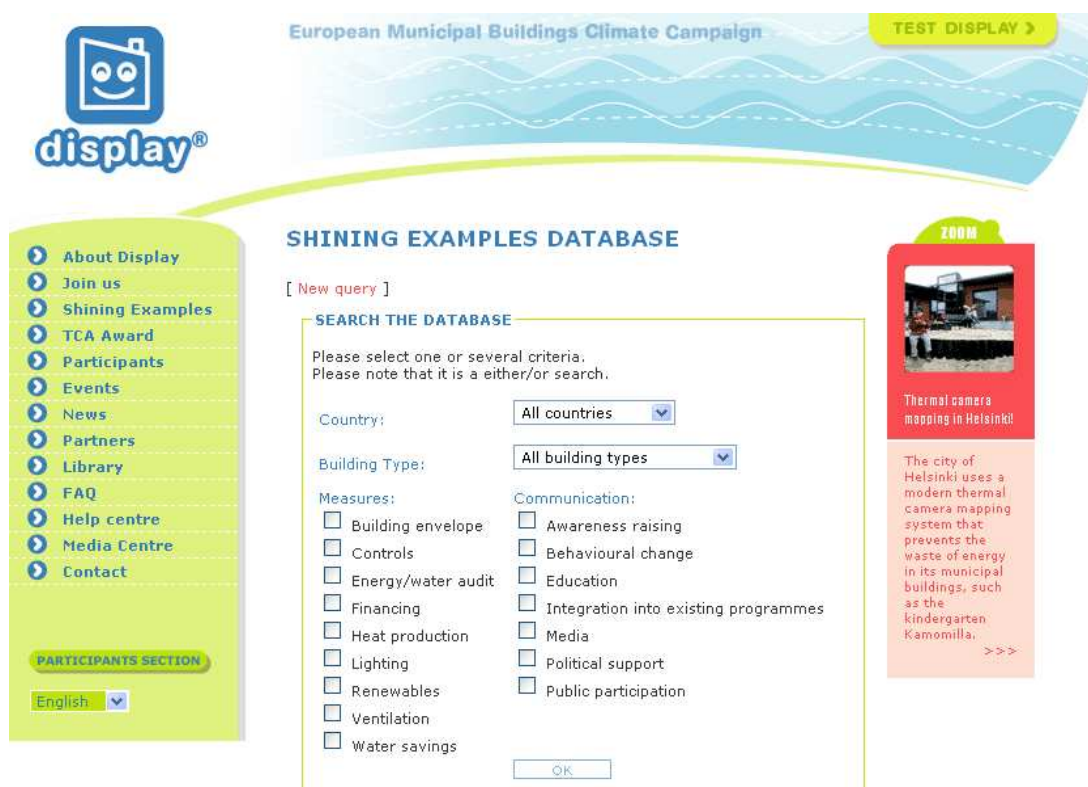 European Municipal Buildings Climate Campaign
TEST DISPLAY
display®
About Display
Join us
Shining Examples
TCA Award
Participants
Events
News
Partners
Library
FAQ
Help centre
Media Centre
Contact
PARTICIPANTS SECTION
English
SHINING EXAMPLES DATABASE
[ New query ]
SEARCH THE DATABASE
Please select one or several criteria.
Please note that it is a either/or search.
Country:
All countries
Building Type:
All building types
Measures:
Building envelope
Controls
Energy/water audit
Financing
Heat production
Lighting
Renewables
Ventilation
Water savings
Communication:
Awareness raising
Behavioural change
Education
Integration into existing programmes
Media
Political support
Public participation
OK
ZOOM
Thermal camera
mapping in Helsinki!
The city of
Helsinki uses a
modern thermal
camera mapping
system that
prevents the
waste of energy
in its municipal
buildings, such
as the
kindergarten
Kamomilla.
>>>